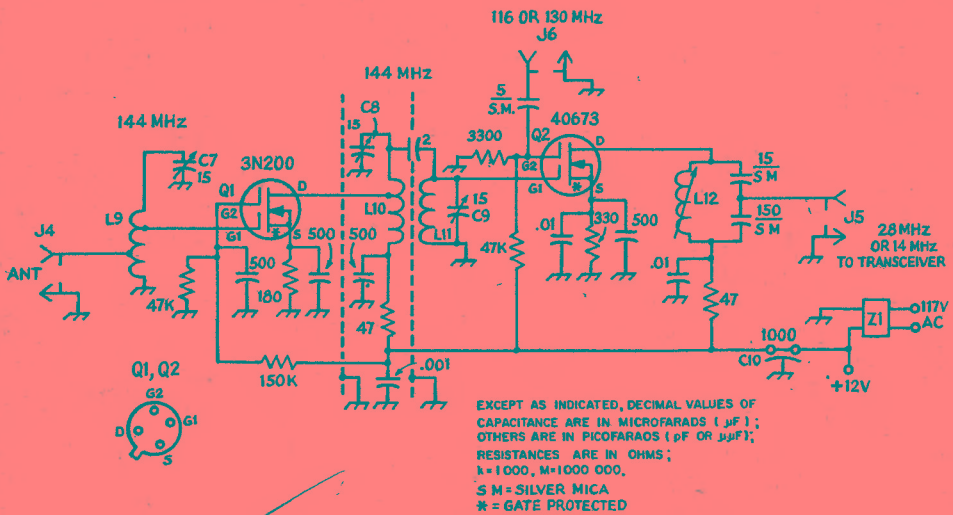 116 OR 130 MHz
J6
144 MHz
5
S.M.
C8
15
2
3300
Q2
40673
D
G2
G1
*
S
144 MHz
C7
15
3N200
Q1
D
G2
G1
*
S
L9
J4
ANT
47K
500
180
500
500
L10
L11
15
C9
47K
.01
330
500
L12
15
SM
150
SM
J5
28 MHz
OR 14 MHz
TO TRANSCEIVER
.01
47
47
150K
.001
1000
C10
Z1
117V
AC
+12V
Q1, Q2
G2
G1
D
S
EXCEPT AS INDICATED, DECIMAL VALUES OF
CAPACITANCE ARE IN MICROFARADS ( µF ) ;
OTHERS ARE IN PICOFARADS ( pF OR µµF);
RESISTANCES ARE IN OHMS ;
k=1000, M=1000 000,
S M = SILVER MICA
* = GATE PROTECTED